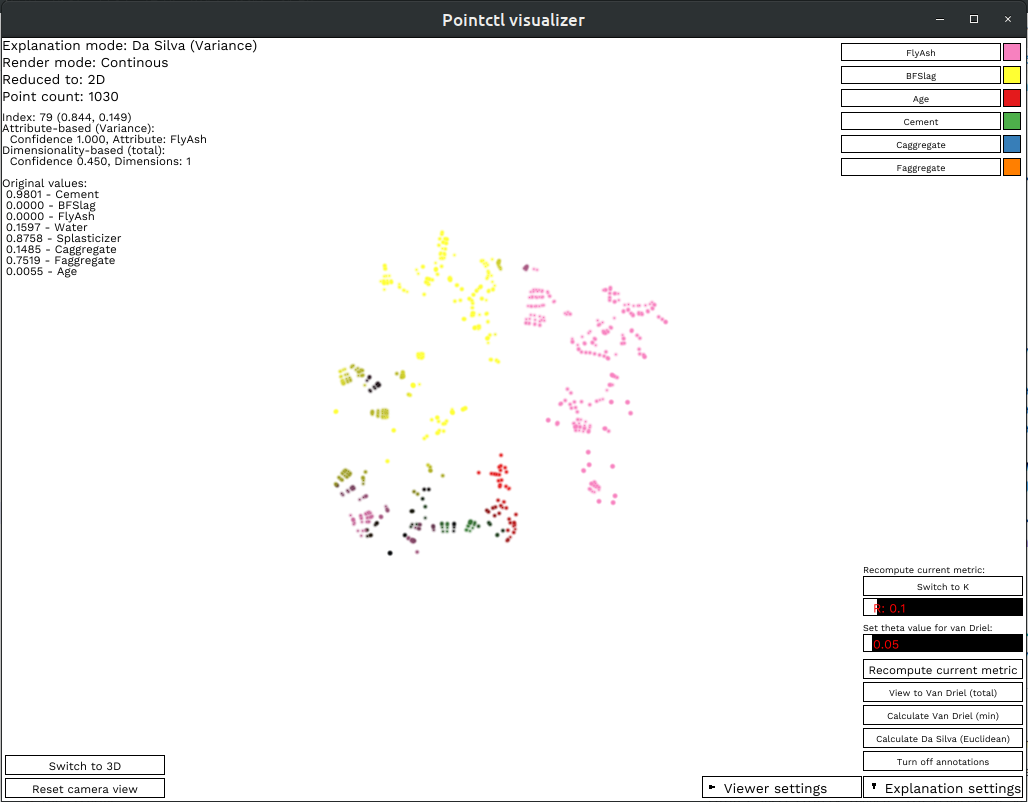 Pointctl visualizer
Explanation mode: Da Silva (Variance)
Render mode: Continous
Reduced to: 2D
Point count: 1030
Index: 79 (0.844, 0.149)
Attribute-based (Variance):
Confidence 1.000, Attribute: FlyAsh
Dimensionality-based (total):
Confidence 0.450, Dimensions: 1
Original values:
0.9801 - Cement
0.0000 - BFSlag
0.0000 - FlyAsh
0.1597 - Water
0.8758 - Splasticizer
0.1485 - Caggregate
0.7519 - Faggregate
0.0055 - Age
FlyAsh
BFSlag
Age
Cement
Caggregate
Faggregate
Recompute current metric:
Switch to K
R: 0.1
Set theta value for van Driel:
0.05
Recompute current metric
View to Van Driel (total)
Calculate Van Driel (min)
Calculate Da Silva (Euclidean)
Turn off annotations
Switch to 3D
Reset camera view
Viewer settings
Explanation settings